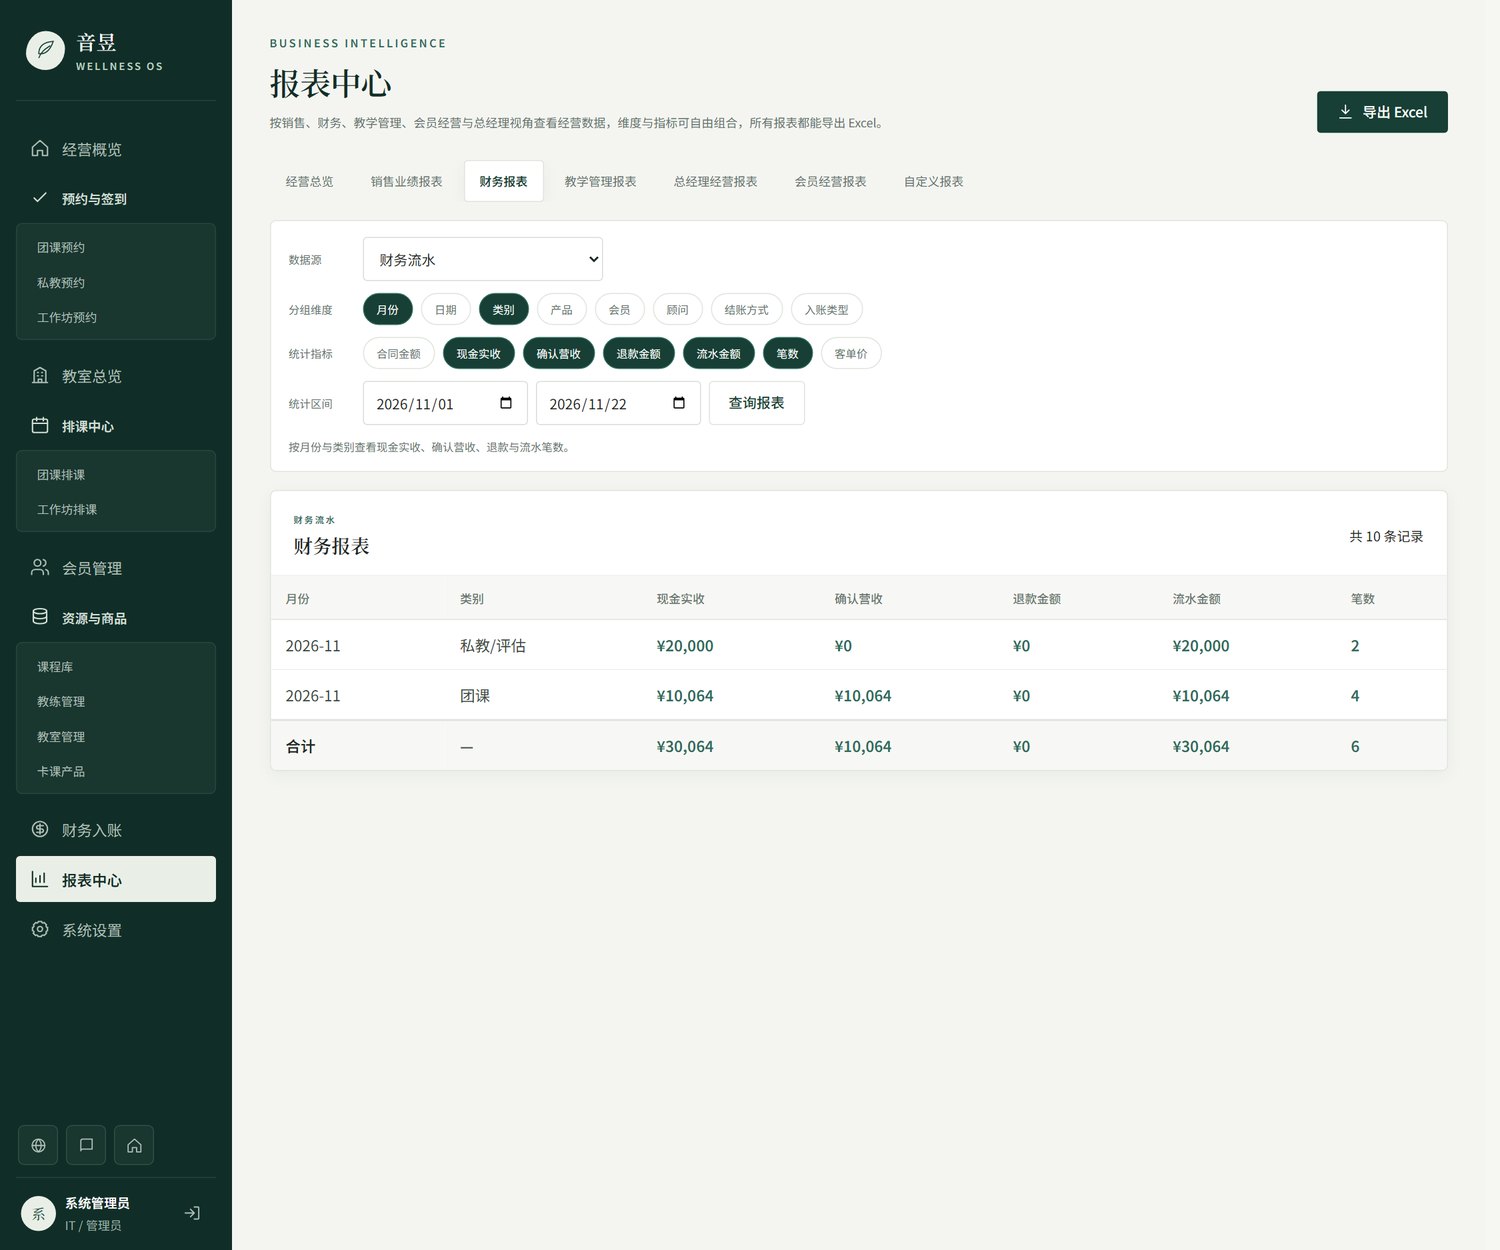 音昱
WELLNESS OS
经营概览
预约与签到
团课预约
私教预约
工作坊预约
教室总览
排课中心
团课排课
工作坊排课
会员管理
资源与商品
课程库
教练管理
教室管理
卡课产品
财务入账
报表中心
系统设置
系
系统管理员
IT / 管理员
BUSINESS INTELLIGENCE
报表中心
按销售、财务、教学管理、会员经营与总经理视角查看经营数据，维度与指标可自由组合，所有报表都能导出 Excel。
导出 Excel
经营总览 销售业绩报表 财务报表 教学管理报表 总经理经营报表 会员经营报表 自定义报表
数据源 财务流水
分组维度 月份 日期 类别 产品 会员 顾问 结账方式 入账类型
统计指标 合同金额 现金实收 确认营收 退款金额 流水金额 笔数 客单价
统计区间 2026/11/01 2026/11/22 查询报表
按月份与类别查看现金实收、确认营收、退款与流水笔数。
财务流水
财务报表
共 10 条记录
月份 类别 现金实收 确认营收 退款金额 流水金额 笔数
2026-11 私教/评估 ¥20,000 ¥0 ¥0 ¥20,000 2
2026-11 团课 ¥10,064 ¥10,064 ¥0 ¥10,064 4
合计 — ¥30,064 ¥10,064 ¥0 ¥30,064 6